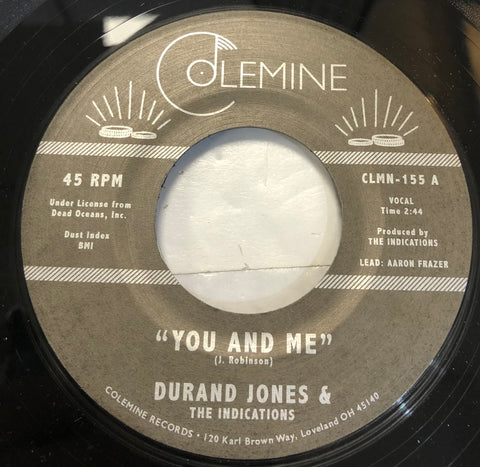 COLEMINE
45 RPM
Under License from
Dead Oceans, Inc.
Dust Index
BMI
CLMN-155 A
VOCAL
Time 2:44
Produced by
THE INDICATIONS
LEAD: AARON FRAZER
"YOU AND ME"
(J. Robinson)
DURAND JONES &
THE INDICATIONS
COLEMINE RECORDS • 120 Karl Brown Way, Loveland OH 45140